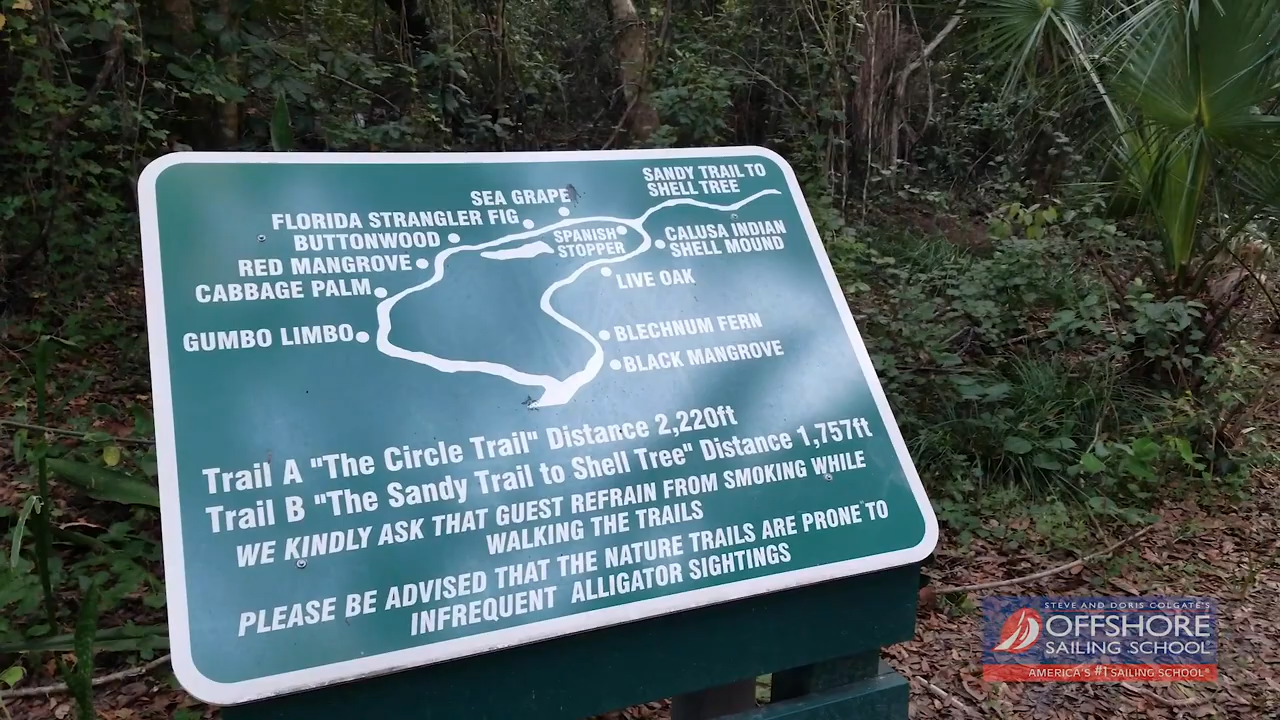 SANDY TRAIL TO
SHELL TREE
SEA GRAPE
FLORIDA STRANGLER FIG
BUTTONWOOD
SPANISH
STOPPER
CALUSA INDIAN
SHELL MOUND
RED MANGROVE
CABBAGE PALM
LIVE OAK
GUMBO LIMBO
BLECHNUM FERN
BLACK MANGROVE
Trail A "The Circle Trail" Distance 2,220ft
Trail B "The Sandy Trail to Shell Tree" Distance 1,757ft
WE KINDLY ASK THAT GUEST REFRAIN FROM SMOKING WHILE
WALKING THE TRAILS
PLEASE BE ADVISED THAT THE NATURE TRAILS ARE PRONE TO
INFREQUENT ALLIGATOR SIGHTINGS
STEVE AND DORIS COLGATE'S
OFFSHORE
SAILING SCHOOL®
AMERICA'S #1 SAILING SCHOOL®